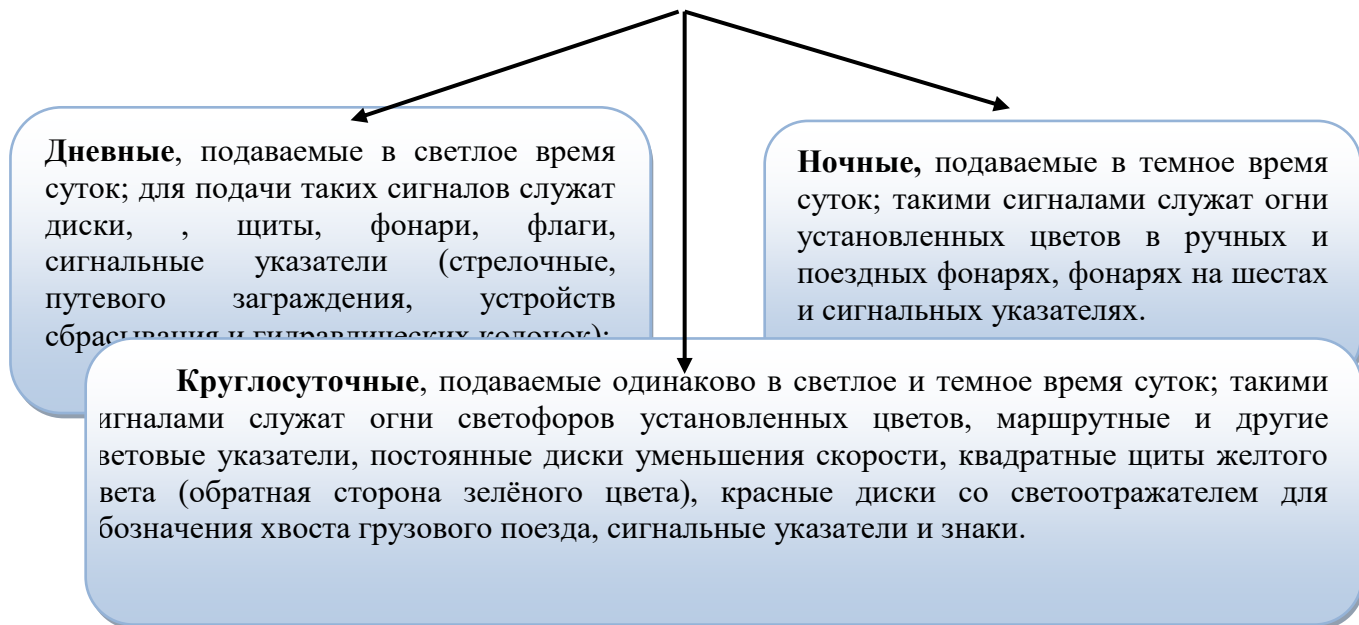 Дневные, подаваемые в светлое время
суток; для подачи таких сигналов служат
диски, , щиты, фонари, флаги,
сигнальные указатели (стрелочные,
путевого заграждения, устройств
сбрасывания и гидравлических колонок);
Ночные, подаваемые в темное время
суток; такими сигналами служат огни
установленных цветов в ручных и
поездных фонарях, фонарях на шестах
и сигнальных указателях.
Круглосуточные, подаваемые одинаково в светлое и темное время суток; такими
игналами служат огни светофоров установленных цветов, маршрутные и другие
ветовые указатели, постоянные диски уменьшения скорости, квадратные щиты желтого
вета (обратная сторона зелёного цвета), красные диски со светоотражателем для
бозначения хвоста грузового поезда, сигнальные указатели и знаки.